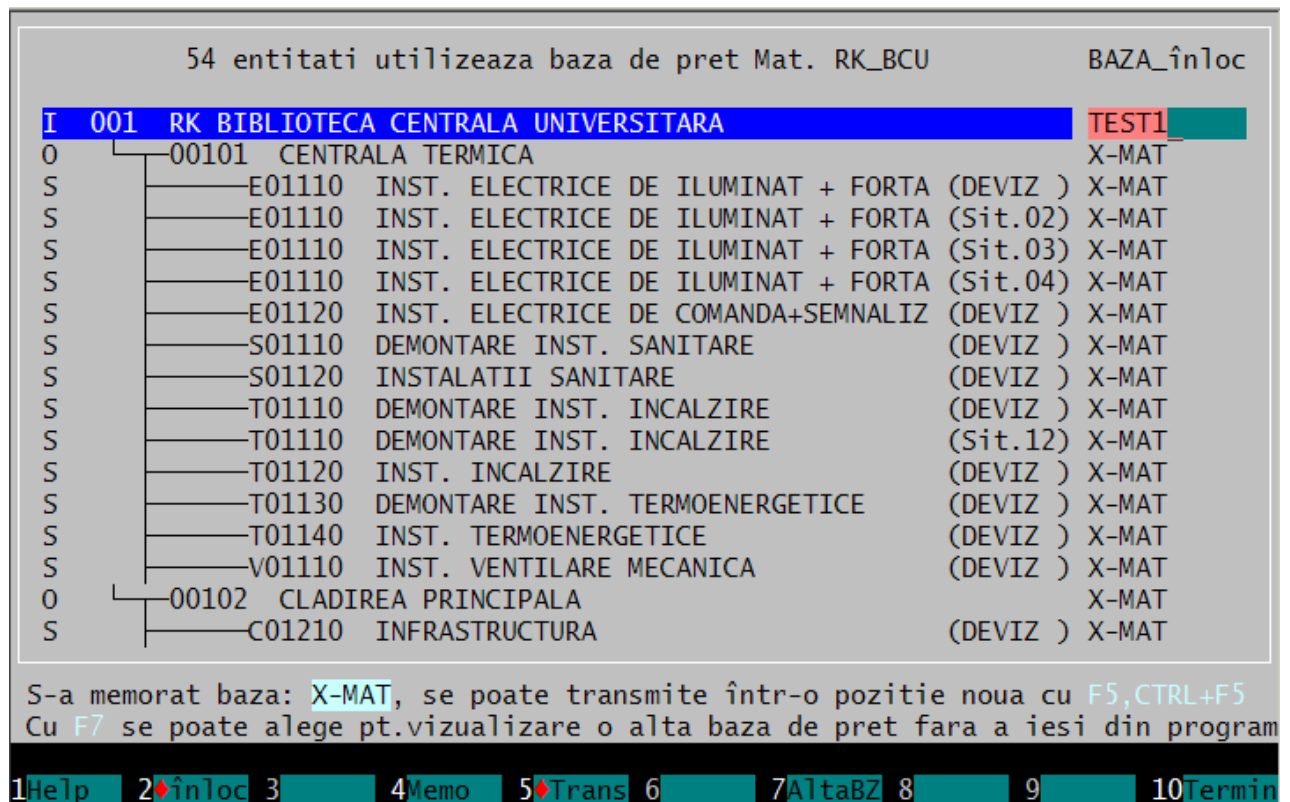 54 entitati utilizeaza baza de pret Mat. RK_BCU BAZA_înloc
I 001 RK BIBLIOTECA CENTRALA UNIVERSITARA TEST1_
O 00101 CENTRALA TERMICA X-MAT
S E01110 INST. ELECTRICE DE ILUMINAT + FORTA (DEVIZ ) X-MAT
S E01110 INST. ELECTRICE DE ILUMINAT + FORTA (Sit.02) X-MAT
S E01110 INST. ELECTRICE DE ILUMINAT + FORTA (Sit.03) X-MAT
S E01110 INST. ELECTRICE DE ILUMINAT + FORTA (Sit.04) X-MAT
S E01120 INST. ELECTRICE DE COMANDA+SEMNALIZ (DEVIZ ) X-MAT
S S01110 DEMONTARE INST. SANITARE (DEVIZ ) X-MAT
S S01120 INSTALATII SANITARE (DEVIZ ) X-MAT
S T01110 DEMONTARE INST. INCALZIRE (DEVIZ ) X-MAT
S T01110 DEMONTARE INST. INCALZIRE (Sit.12) X-MAT
S T01120 INST. INCALZIRE (DEVIZ ) X-MAT
S T01130 DEMONTARE INST. TERMOENERGETICE (DEVIZ ) X-MAT
S T01140 INST. TERMOENERGETICE (DEVIZ ) X-MAT
S V01110 INST. VENTILARE MECANICA (DEVIZ ) X-MAT
O 00102 CLADIREA PRINCIPALA X-MAT
S C01210 INFRASTRUCTURA (DEVIZ ) X-MAT
S-a memorat baza: X-MAT, se poate transmite într-o pozitie noua cu F5,CTRL+F5
Cu F7 se poate alege pt.vizualizare o alta baza de pret fara a iesi din program
1Help 2♦înloc 3 4Memo 5♦Trans 6 7AltaBZ 8 9 10Termin